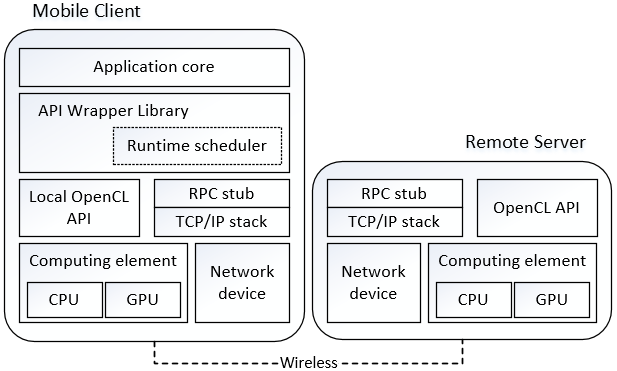 Mobile Client
Application core
API Wrapper Library
Runtime scheduler
Local OpenCL
API
RPC stub
TCP/IP stack
Computing element
CPU
GPU
Network
device
Remote Server
RPC stub
TCP/IP stack
OpenCL API
Network
device
Computing element
CPU
GPU
Wireless